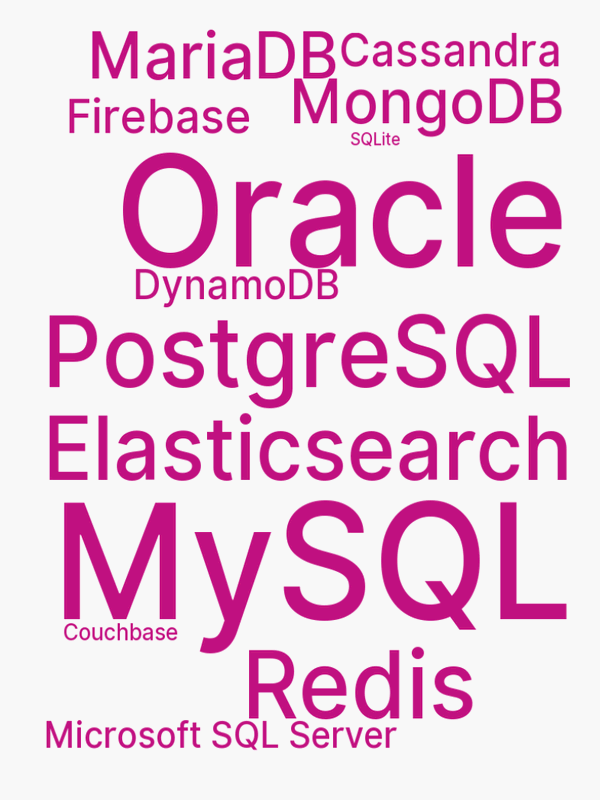 MariaDB
Cassandra
MongoDB
Firebase
SQLite
Oracle
DynamoDB
PostgreSQL
Elasticsearch
MySQL
Couchbase
Redis
Microsoft SQL Server